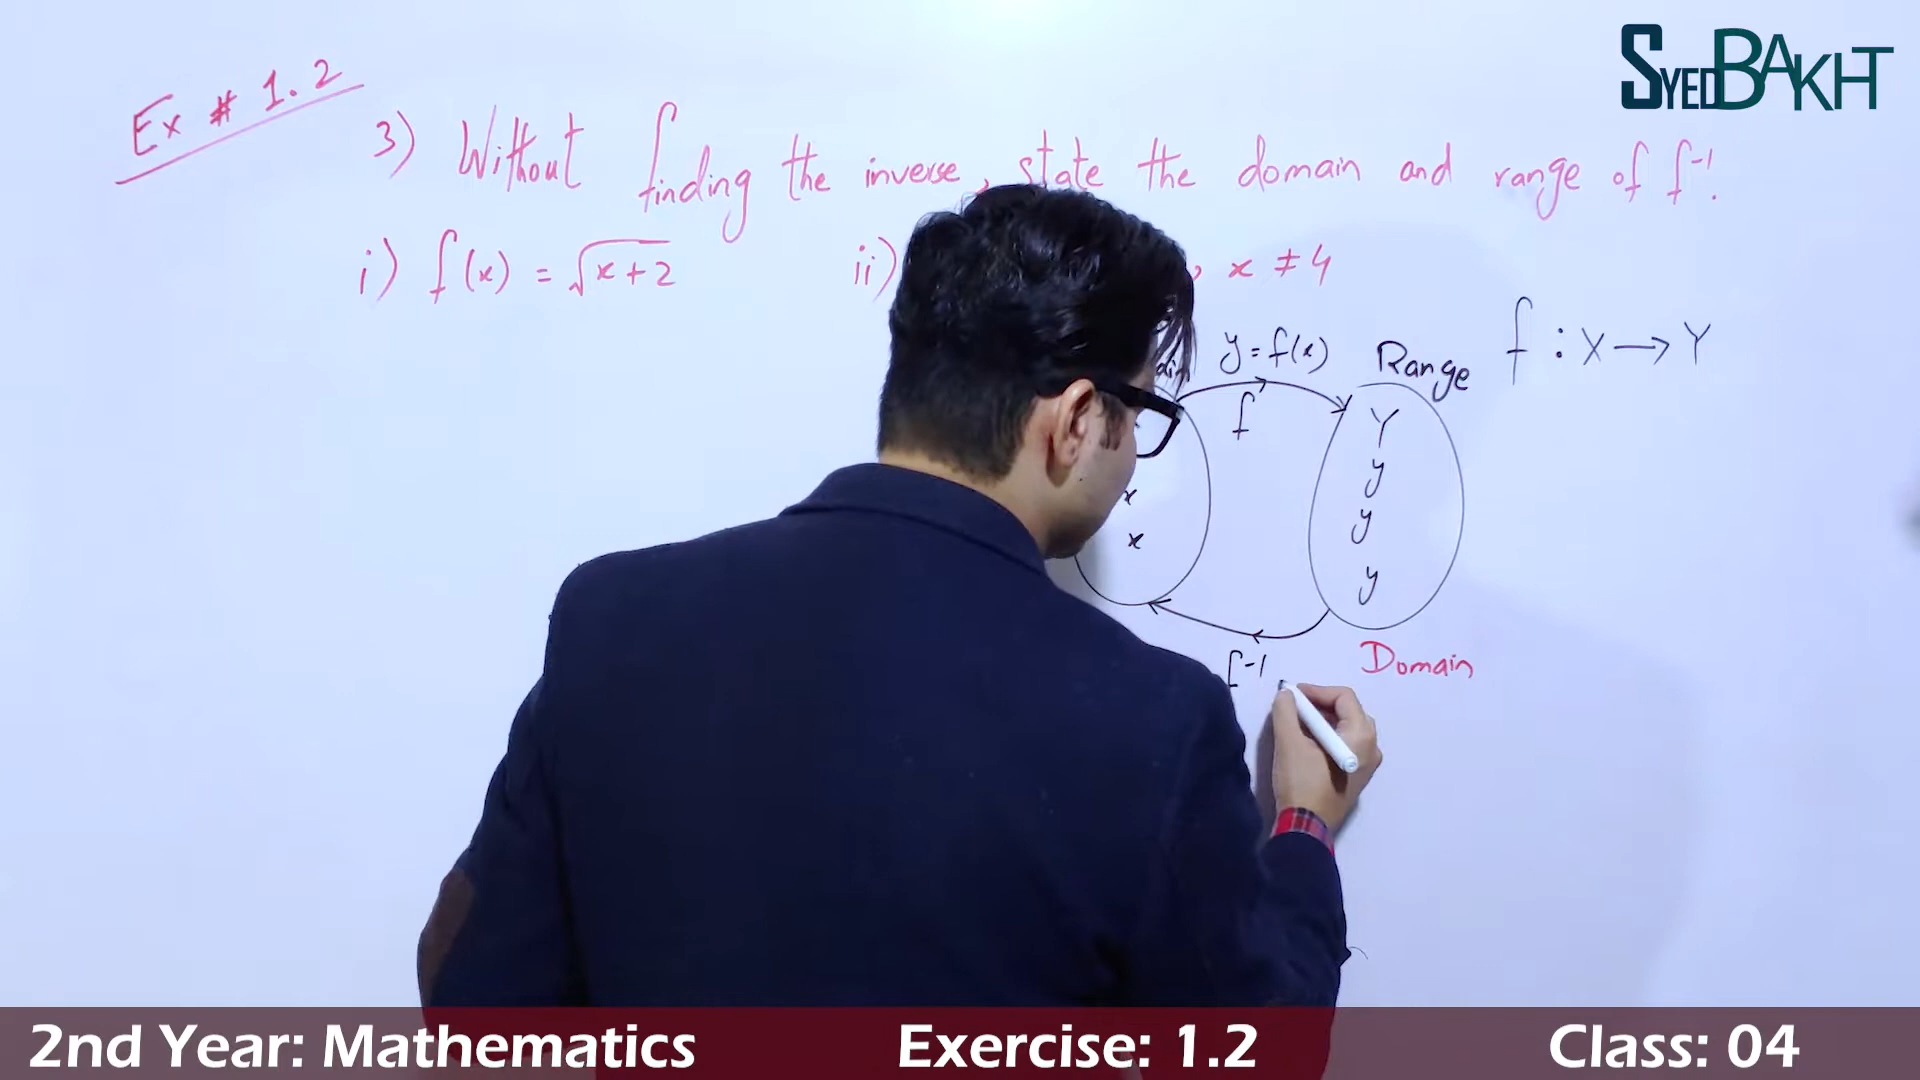 SYEDBAKHT
Ex # 1.2
3) Without finding the inverse, state the domain and range of f⁻¹.
i) f(x) = √x+2
ii) , x ≠ 4
y = f(x)
Range
f : X → Y
f
Y
y
x
y
x
y
f⁻¹
Domain
2nd Year: Mathematics
Exercise: 1.2
Class: 04